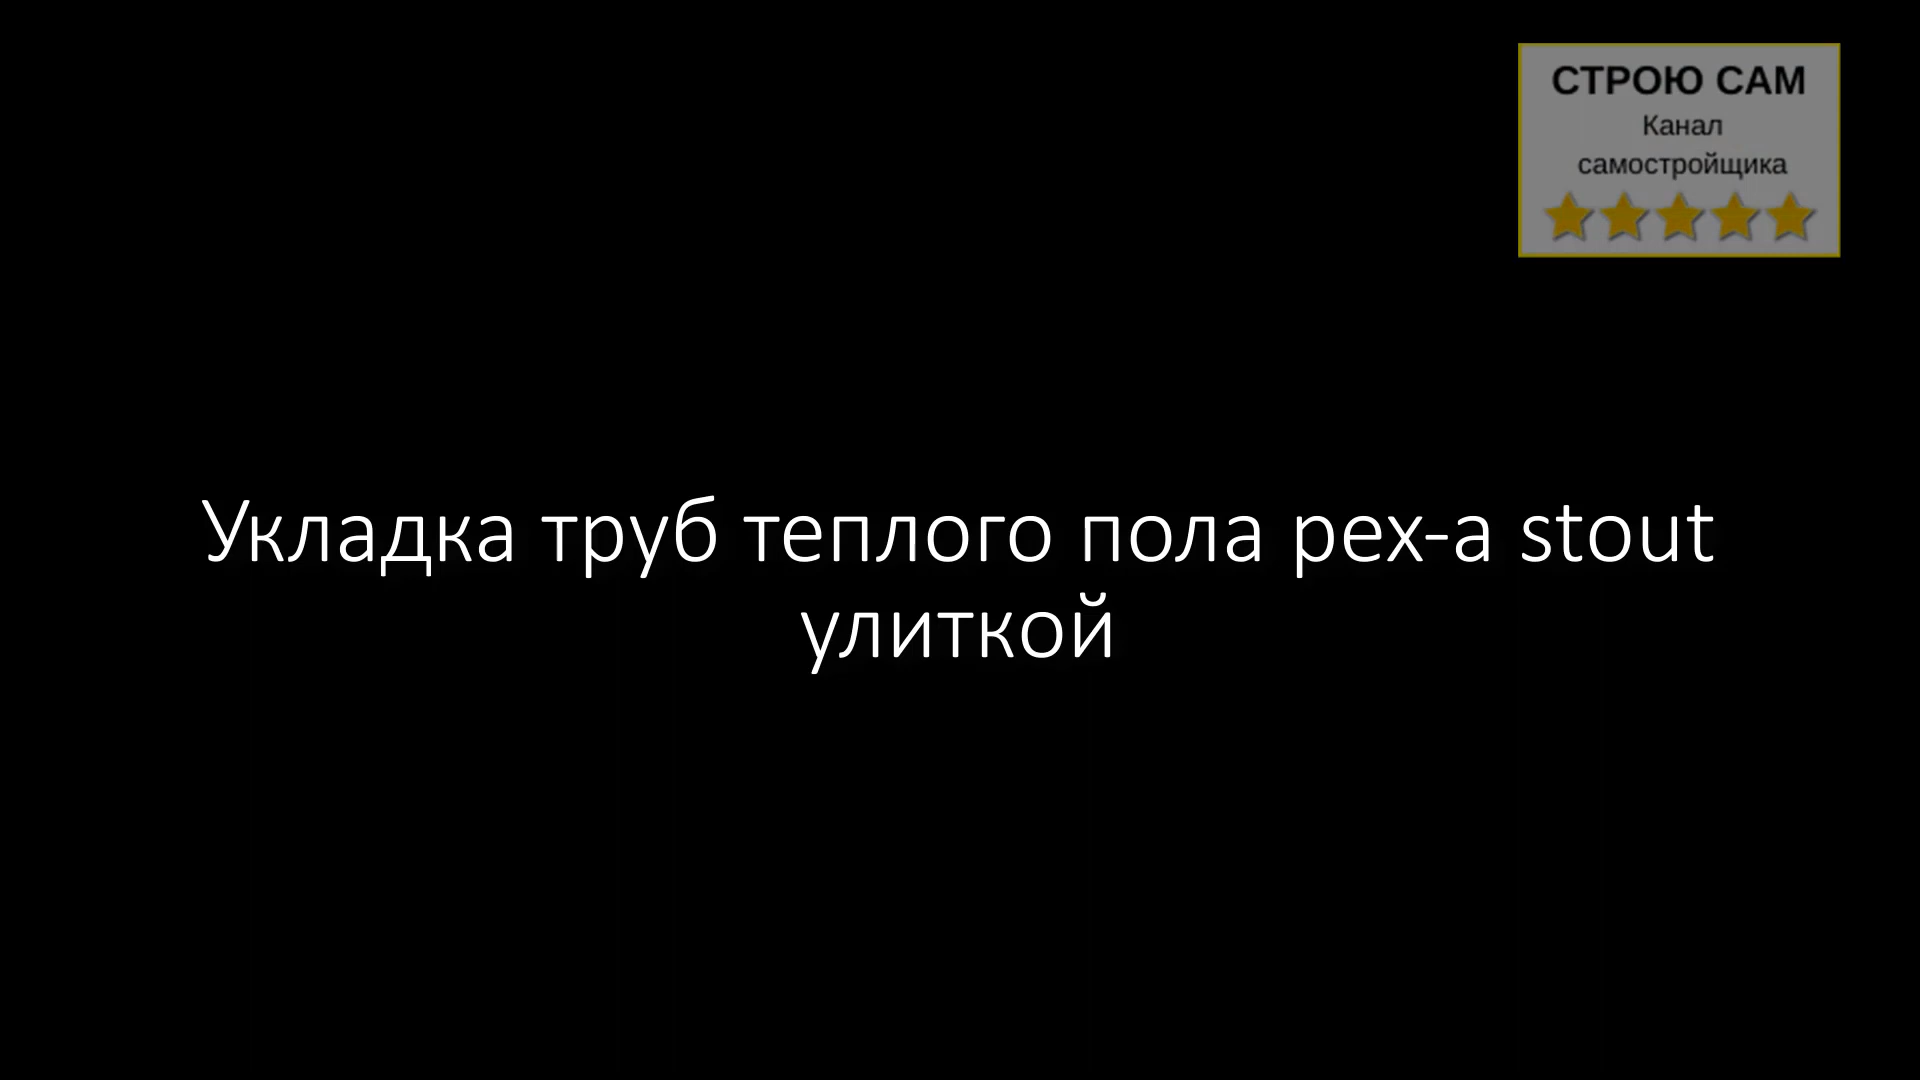 СТРОЮ САМ
Канал
самостройщика
Укладка труб теплого пола pex-a stout
улиткой